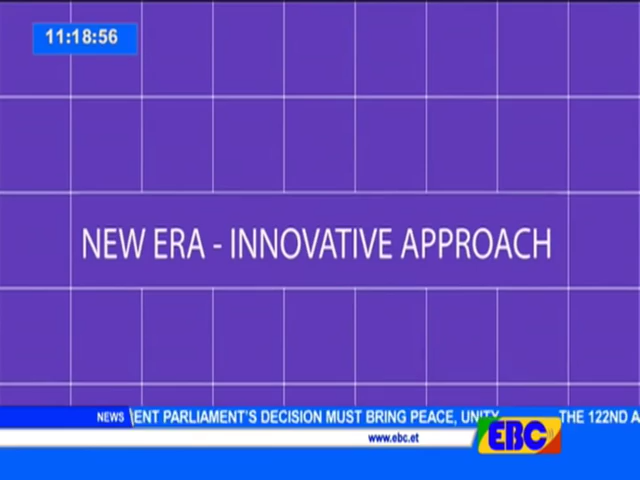 11:18:56
NEW ERA - INNOVATIVE APPROACH
NEWS
PARLIAMENT'S DECISION MUST BRING PEACE, UNITY THE 122ND
www.ebc.et
EBC